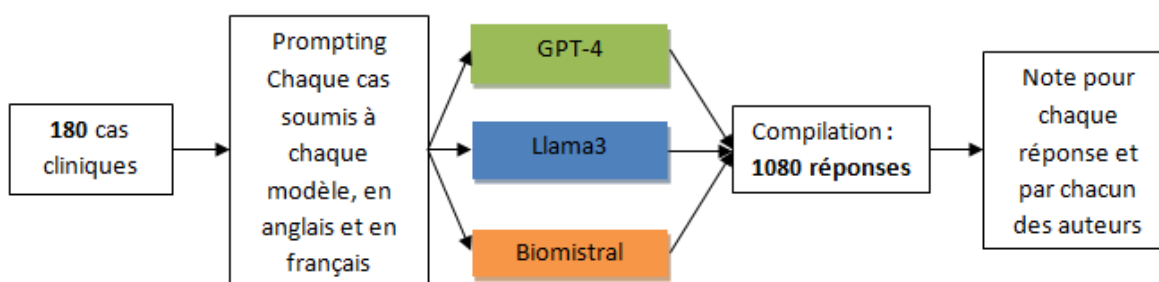 180 cas
cliniques
Prompting
Chaque cas
soumis à
chaque
modèle, en
anglais et en
français
GPT-4
Llama3
Biomistral
Compilation :
1080 réponses
Note pour
chaque
réponse et
par chacun
des auteurs